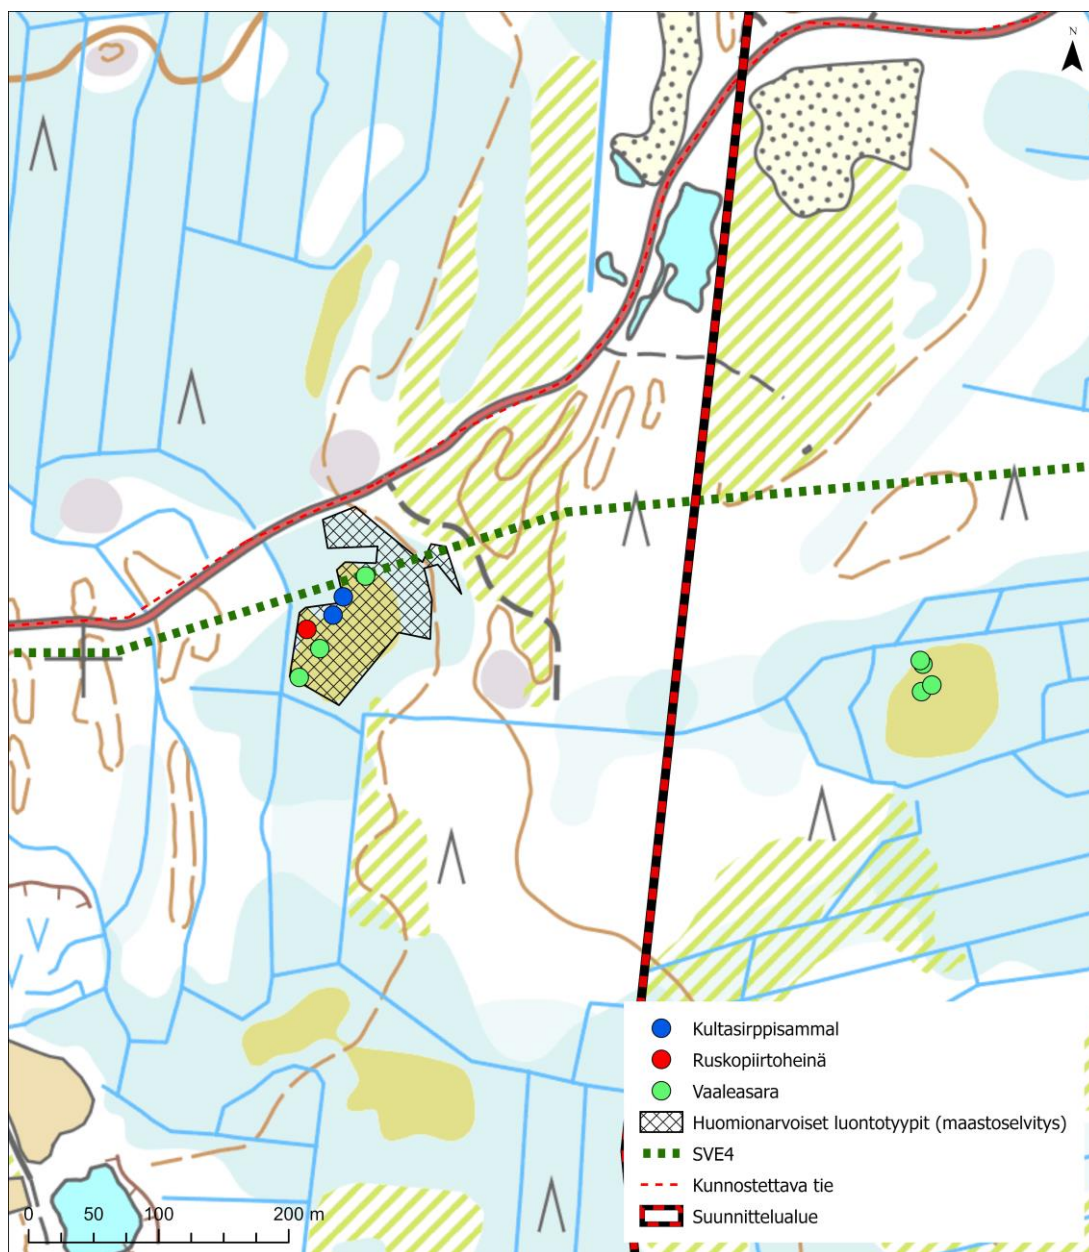 N
Kultasirppisammal
Ruskopiirtoheinä
Vaaleasara
Huomionarvoiset luontotyypit (maastoselvitys)
SVE4
Kunnostettava tie
Suunnittelualue
0 50 100 200 m